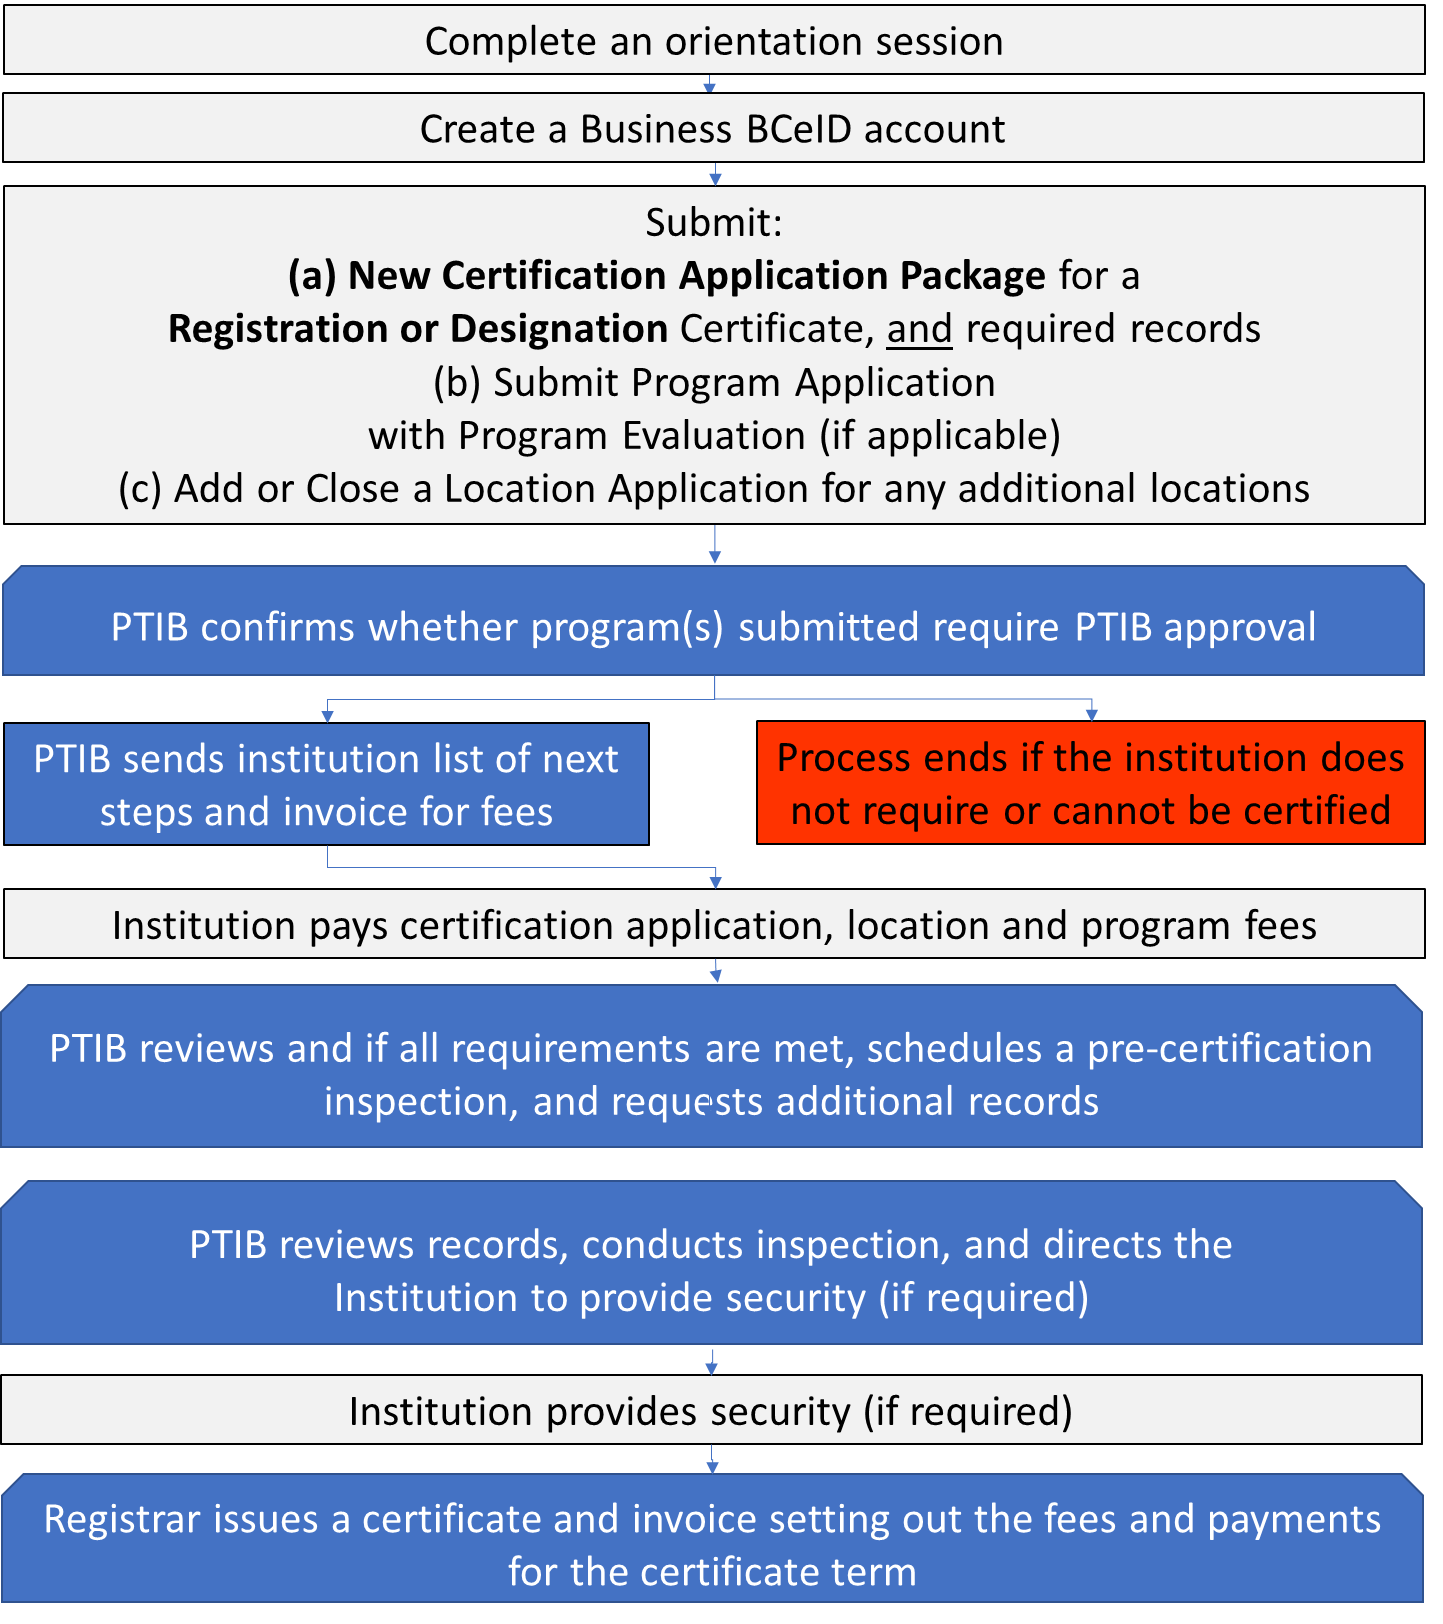 Complete an orientation session
Create a Business BCeID account
Submit:
(a) New Certification Application Package for a
Registration or Designation Certificate, and required records
(b) Submit Program Application
with Program Evaluation (if applicable)
(c) Add or Close a Location Application for any additional locations
PTIB confirms whether program(s) submitted require PTIB approval
PTIB sends institution list of next
steps and invoice for fees
Process ends if the institution does
not require or cannot be certified
Institution pays certification application, location and program fees
PTIB reviews and if all requirements are met, schedules a pre-certification
inspection, and requests additional records
PTIB reviews records, conducts inspection, and directs the
Institution to provide security (if required)
Institution provides security (if required)
Registrar issues a certificate and invoice setting out the fees and payments
for the certificate term